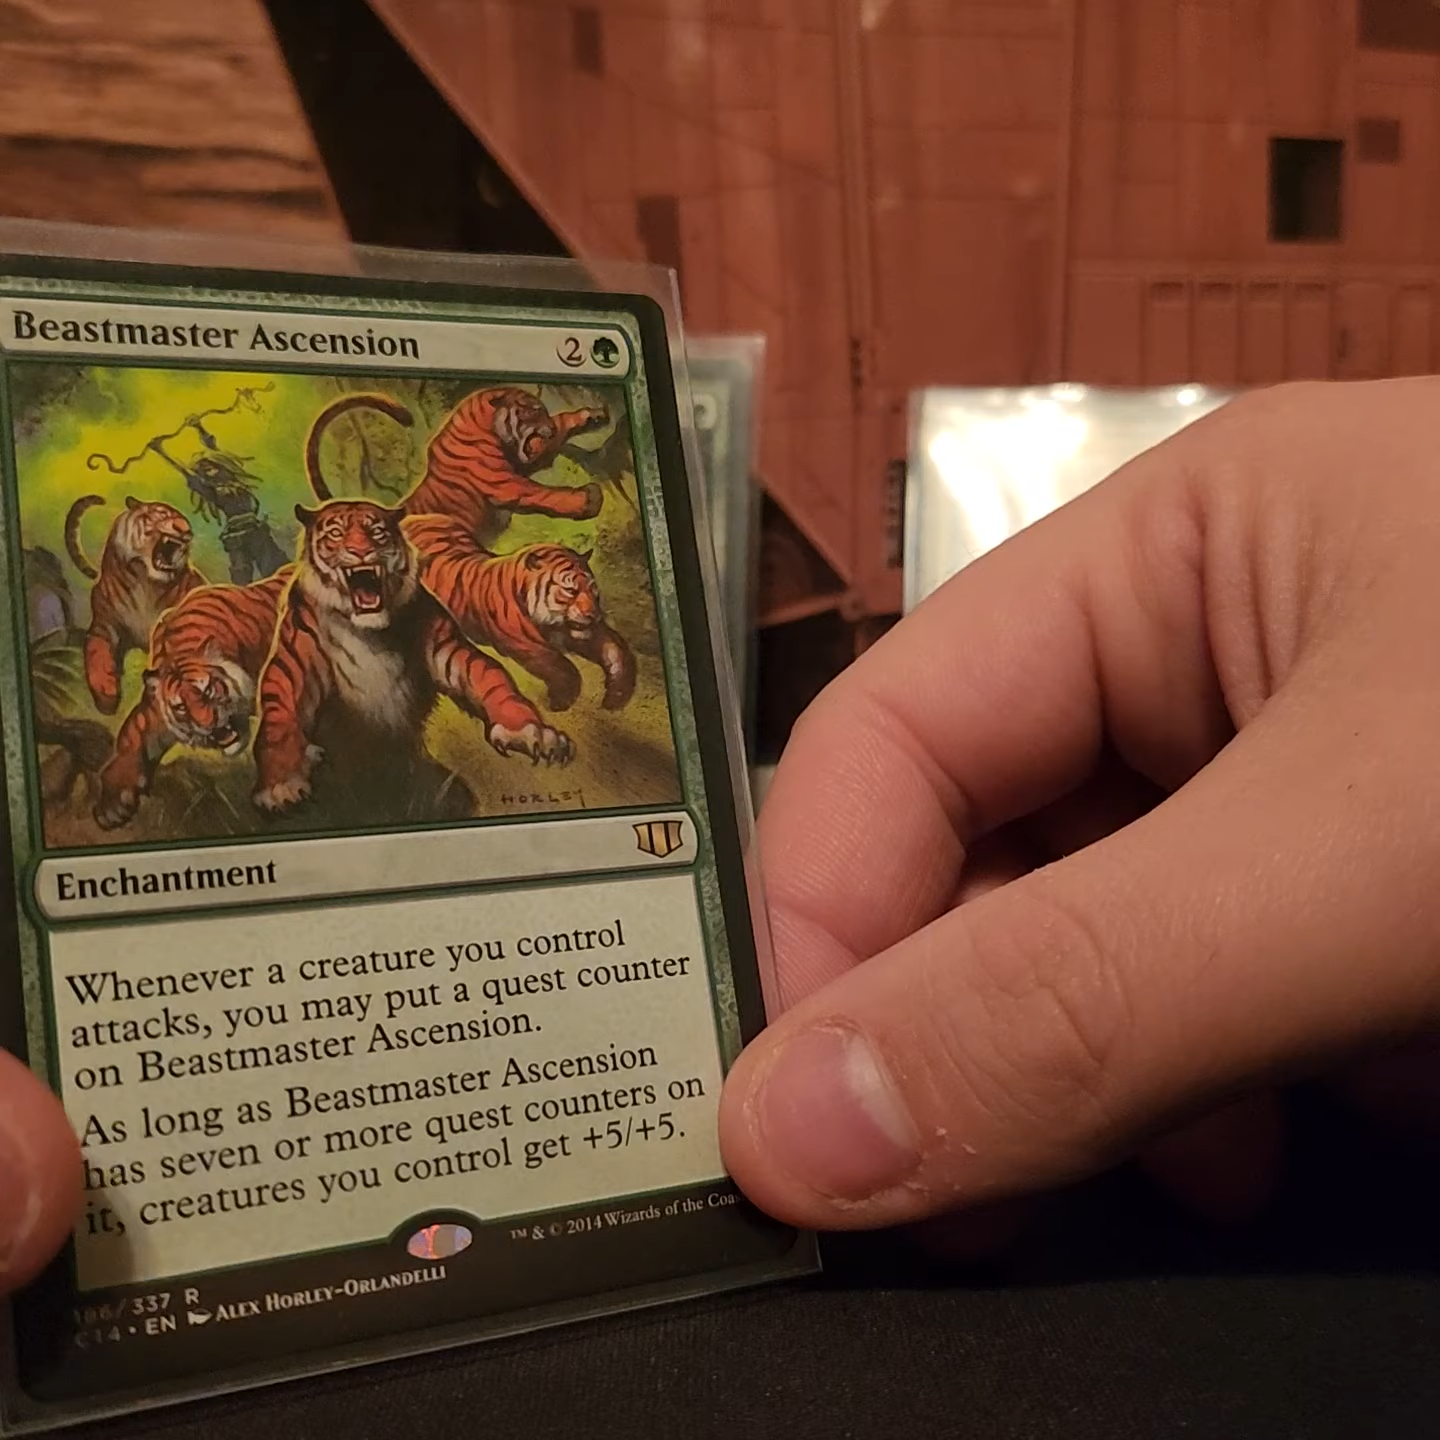 Beastmaster Ascension 2
HORLEY
Enchantment
Whenever a creature you control
attacks, you may put a quest counter
on Beastmaster Ascension.
As long as Beastmaster Ascension
has seven or more quest counters on
it, creatures you control get +5/+5.
™ & © 2014 Wizards of the Coa
/337 R
C14 • EN ALEX HORLEY-ORLANDELLI